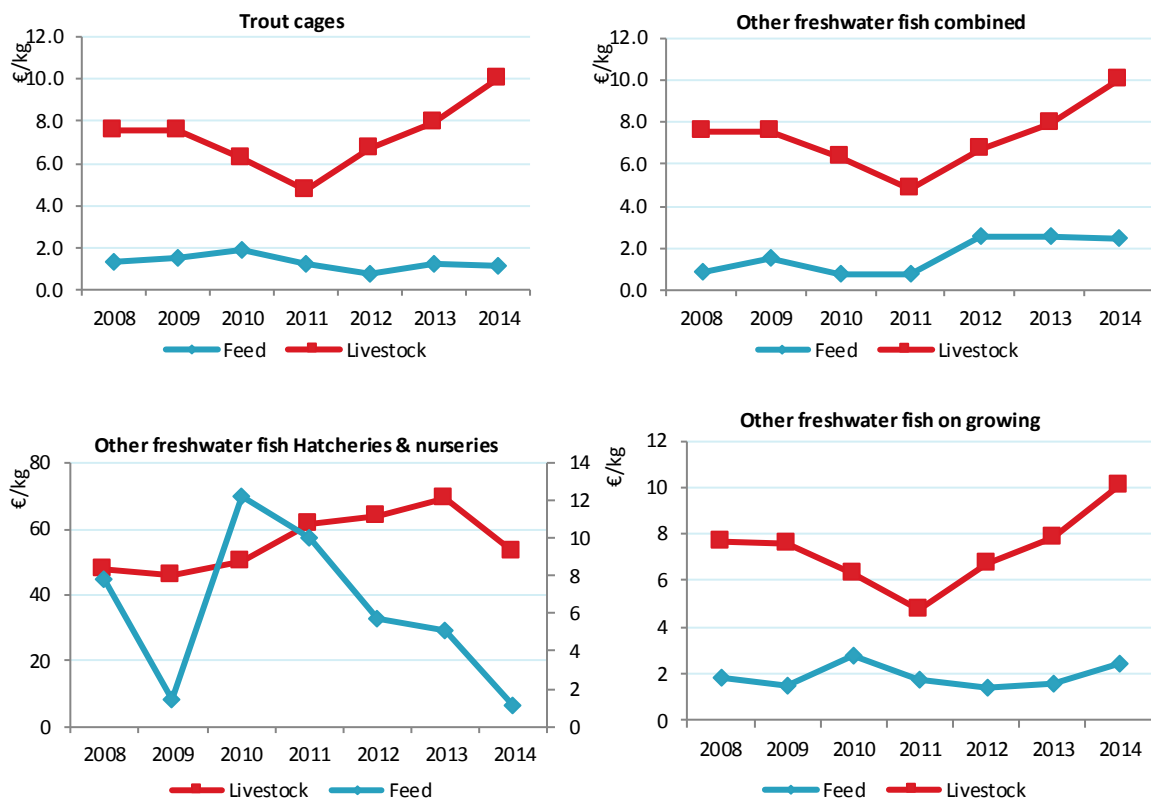 Trout cages
€/kg
12.0
10.0
8.0
6.0
4.0
2.0
0.0
2008 2009 2010 2011 2012 2013 2014
Feed Livestock
Other freshwater fish combined
€/kg
12.0
10.0
8.0
6.0
4.0
2.0
0.0
2008 2009 2010 2011 2012 2013 2014
Feed Livestock
Other freshwater fish Hatcheries & nurseries
€/kg
80 14
12
60 10
8
40
6
20 4
2
0 0
2008 2009 2010 2011 2012 2013 2014
Livestock Feed
Other freshwater fish on growing
€/kg
12
10
8
6
4
2
0
2008 2009 2010 2011 2012 2013 2014
Feed Livestock